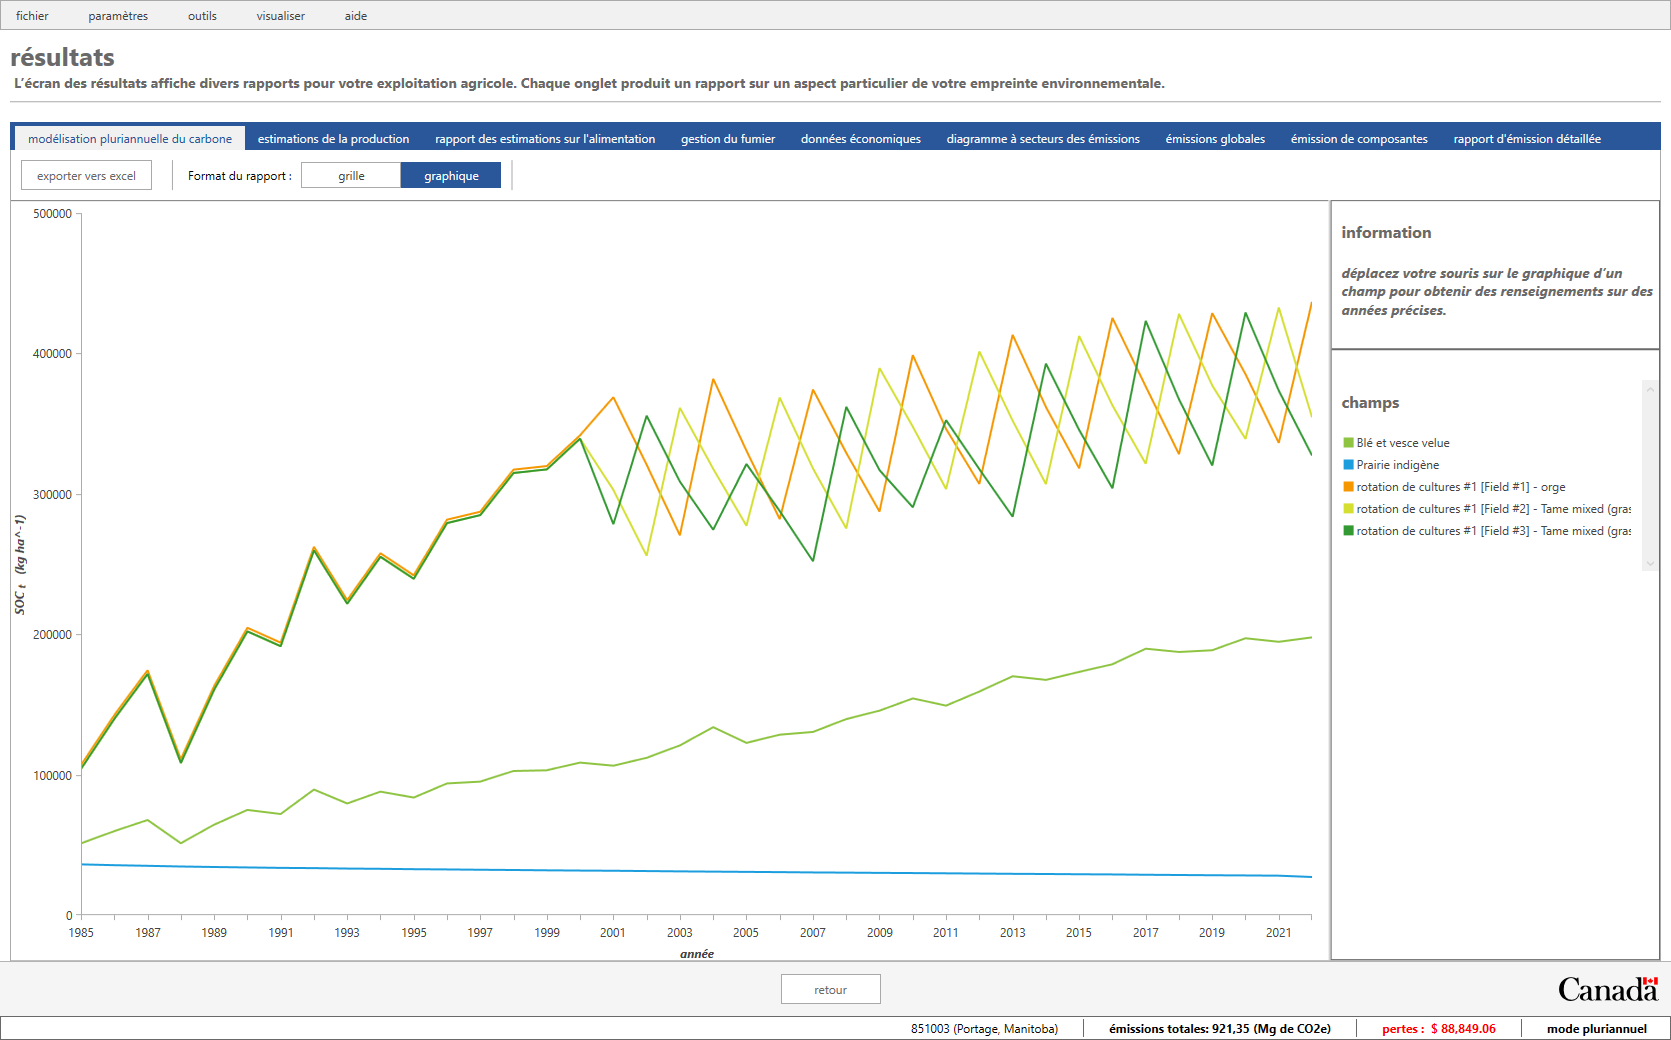 fichier paramètres outils visualiser aide
résultats
L'écran des résultats affiche divers rapports pour votre exploitation agricole. Chaque onglet produit un rapport sur un aspect particulier de votre empreinte environnementale.
modélisation pluriannuelle du carbone estimations de la production rapport des estimations sur l'alimentation gestion du fumier données économiques diagramme à secteurs des émissions émissions globales émission de composantes rapport d'émission détaillée
exporter vers excel Format du rapport : grille graphique
500000
400000
300000
200000
100000
0
SOC t (kg ha^-1)
1985 1987 1989 1991 1993 1995 1997 1999 2001 2003 2005 2007 2009 2011 2013 2015 2017 2019 2021
année
information
déplacez votre souris sur le graphique d'un
champ pour obtenir des renseignements sur des
années précises.
champs
Blé et vesce velue
Prairie indigène
rotation de cultures #1 [Field #1] - orge
rotation de cultures #1 [Field #2] - Tame mixed (gras
rotation de cultures #1 [Field #3] - Tame mixed (gras
retour
Canada
851003 (Portage, Manitoba) émissions totales: 921,35 (Mg de CO2e) pertes : $ 88,849.06 mode pluriannuel